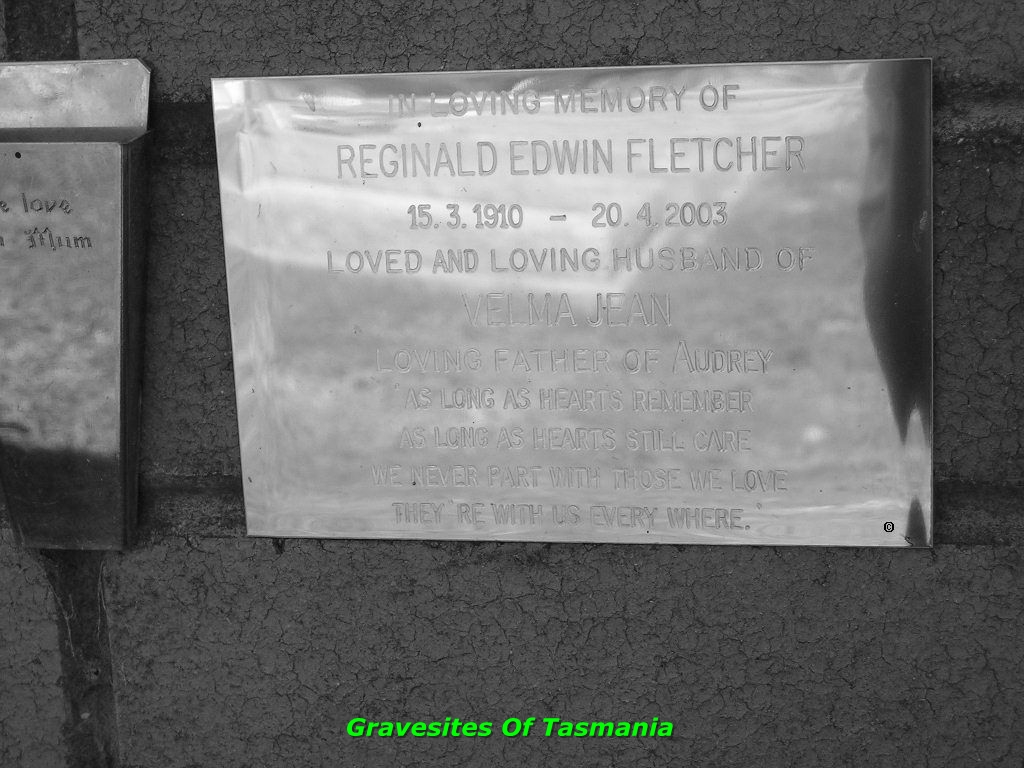 e love
Mum
IN LOVING MEMORY OF
REGINALD EDWIN FLETCHER
15.3.1910 – 20.4.2003
LOVED AND LOVING HUSBAND OF
VELMA JEAN
LOVING FATHER OF AUDREY
"AS LONG AS HEARTS REMEMBER
AS LONG AS HEARTS STILL CARE
WE NEVER PART WITH THOSE WE LOVE
THEY'RE WITH US EVERY WHERE."
©
Gravesites Of Tasmania